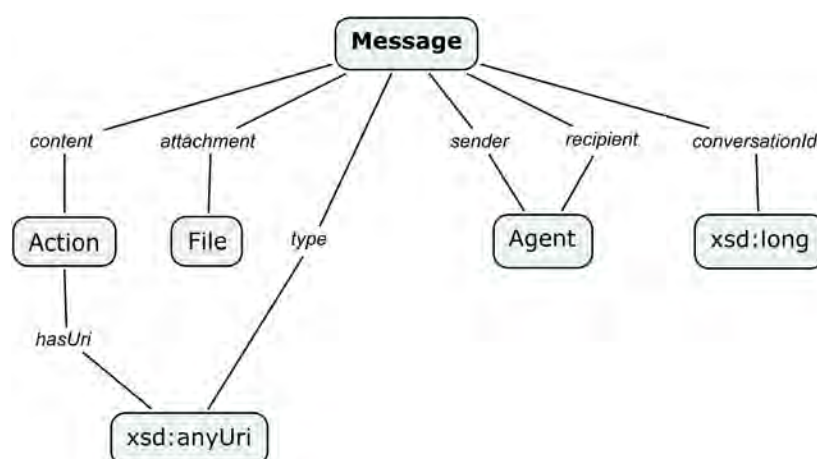 Message
content
attachment
sender
recipient
conversationId
Action
File
type
Agent
xsd:long
hasUri
xsd:anyUri